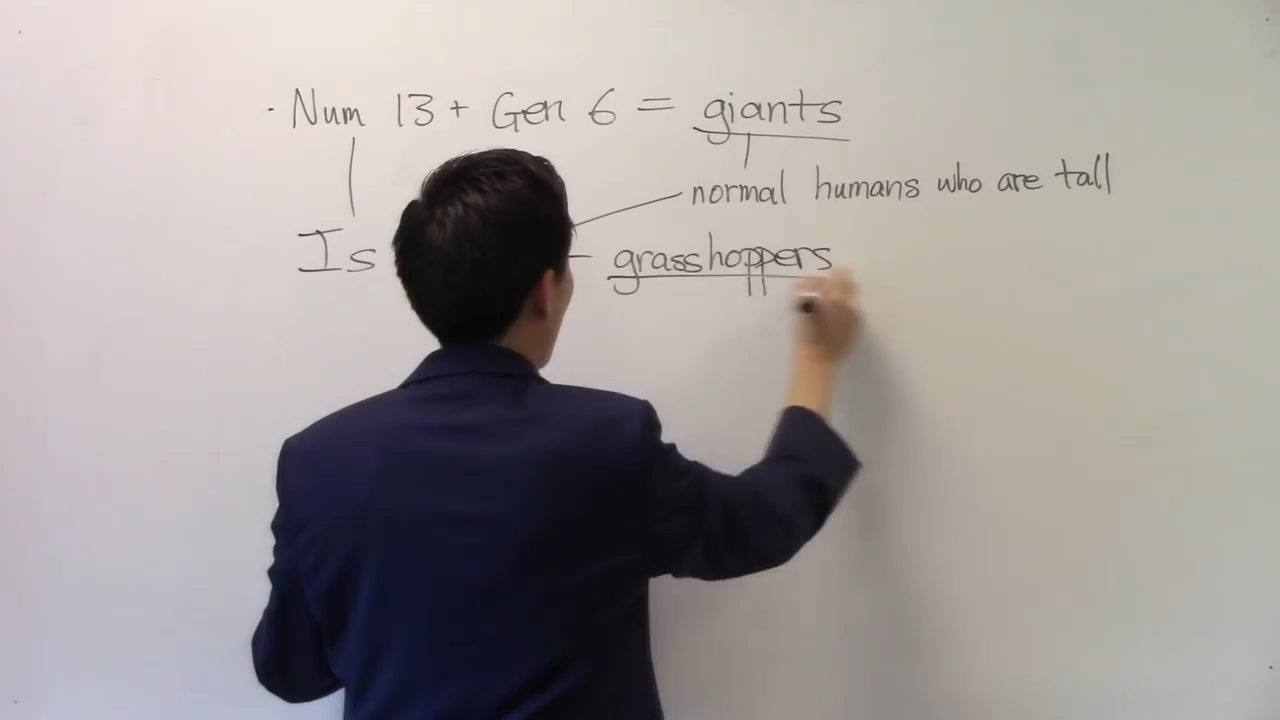 · Num 13 + Gen 6 = giants
normal humans who are tall
Is - grasshoppers